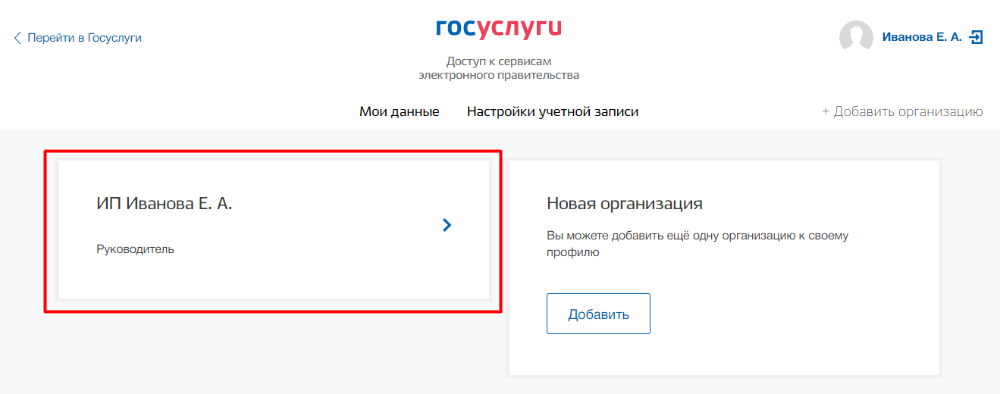 Перейти в Госуслуги
госуслуги
Иванова Е. А.
Доступ к сервисам
электронного правительства
Мои данные
Настройки учетной записи
+ Добавить организацию
ИП Иванова Е. А.
Руководитель
Новая организация
Вы можете добавить ещё одну организацию к своему
профилю
Добавить